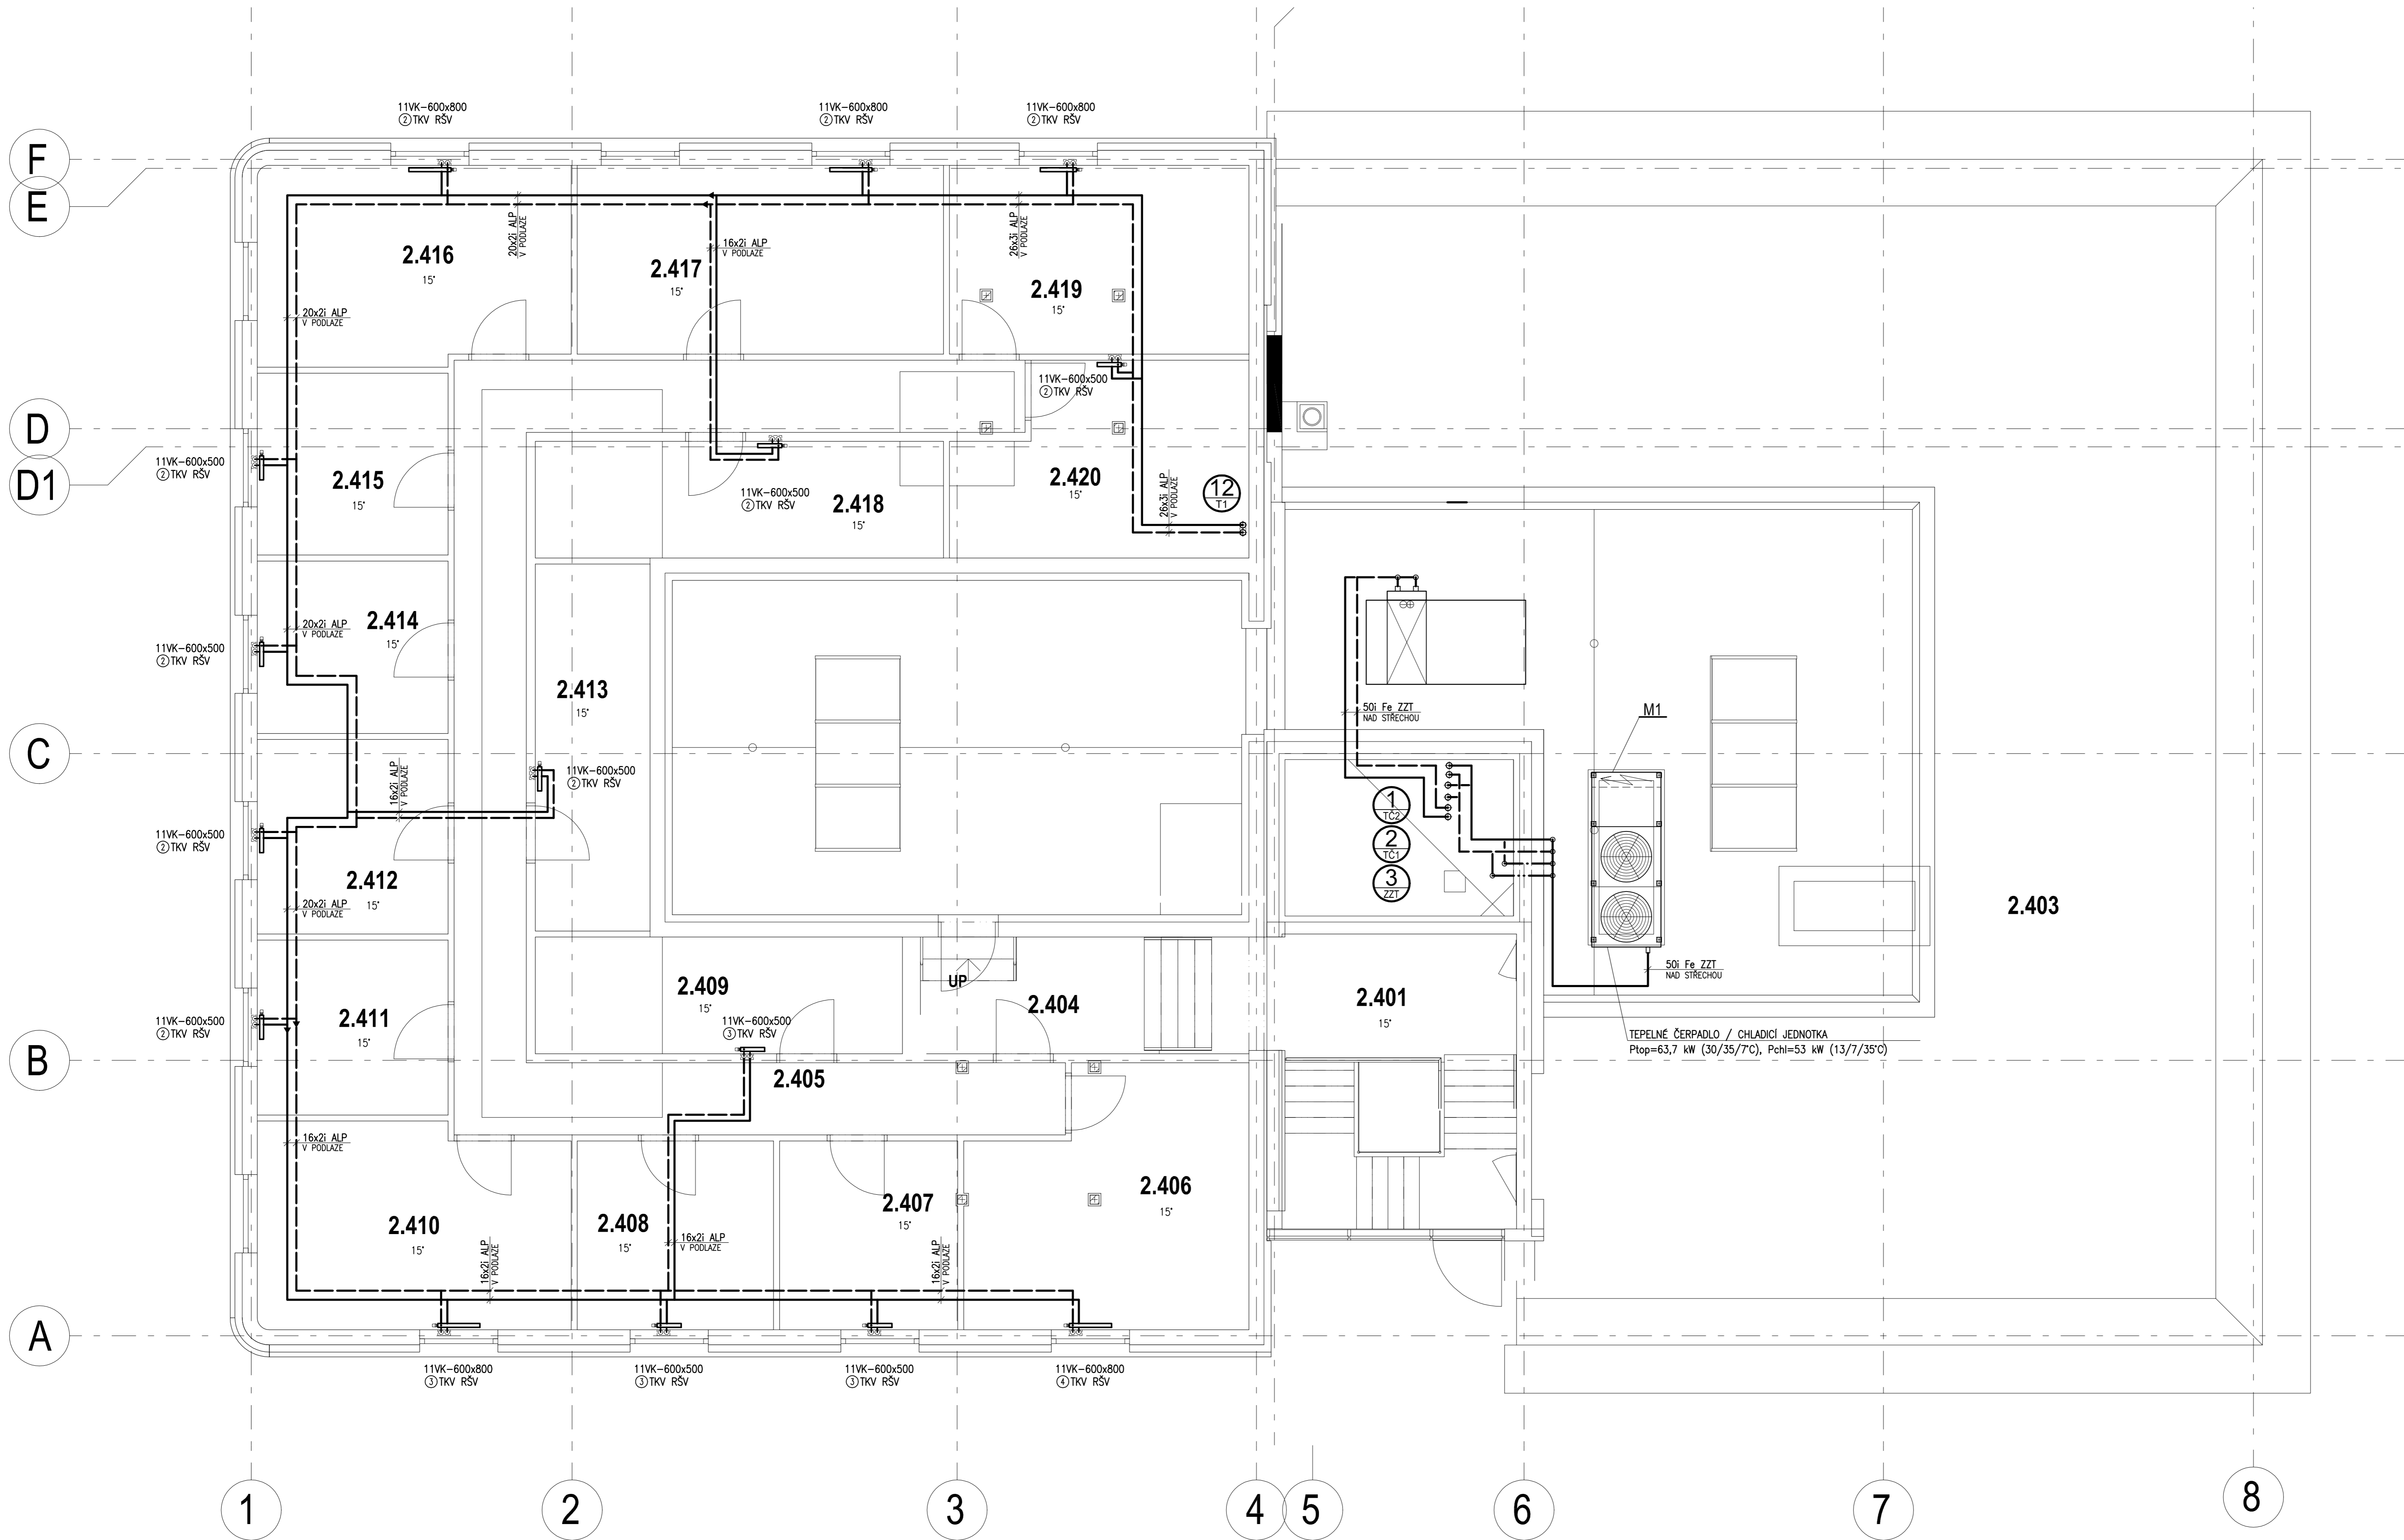 11VK-600x800
②TKV RŠV
11VK-600x800
②TKV RŠV
11VK-600x800
②TKV RŠV
F
E
20x2i ALP
V PODLAZE
16x2i ALP
V PODLAZE
26x3i ALP
V PODLAZE
2.416
15°
2.417
15°
2.419
15°
20x2i ALP
V PODLAZE
11VK-600x500
②TKV RŠV
D
D1
11VK-600x500
②TKV RŠV
2.415
15°
11VK-600x500
②TKV RŠV
2.418
15°
2.420
15°
26x3i ALP
V PODLAZE
12
T1
20x2i ALP
V PODLAZE
2.414
15°
11VK-600x500
②TKV RŠV
2.413
15°
50i Fe ZZT
NAD STŘECHOU
M1
C
16x2i ALP
V PODLAZE
11VK-600x500
②TKV RŠV
1
TČ2
2
TČ1
3
ZZT
11VK-600x500
②TKV RŠV
2.412
15°
20x2i ALP
V PODLAZE
2.403
50i Fe ZZT
NAD STŘECHOU
2.409
15°
UP
2.404
2.401
15°
11VK-600x500
②TKV RŠV
2.411
15°
11VK-600x500
③TKV RŠV
TEPELNÉ ČERPADLO / CHLADICÍ JEDNOTKA
Ptop=63,7 kW (30/35/7°C), Pchl=53 kW (13/7/35°C)
B
2.405
16x2i ALP
V PODLAZE
2.410
15°
2.408
15°
2.407
15°
2.406
15°
16x2i ALP
V PODLAZE
16x2i ALP
V PODLAZE
16x2i ALP
V PODLAZE
A
11VK-600x800
③TKV RŠV
11VK-600x500
③TKV RŠV
11VK-600x500
③TKV RŠV
11VK-600x800
④TKV RŠV
1
2
3
4
5
6
7
8